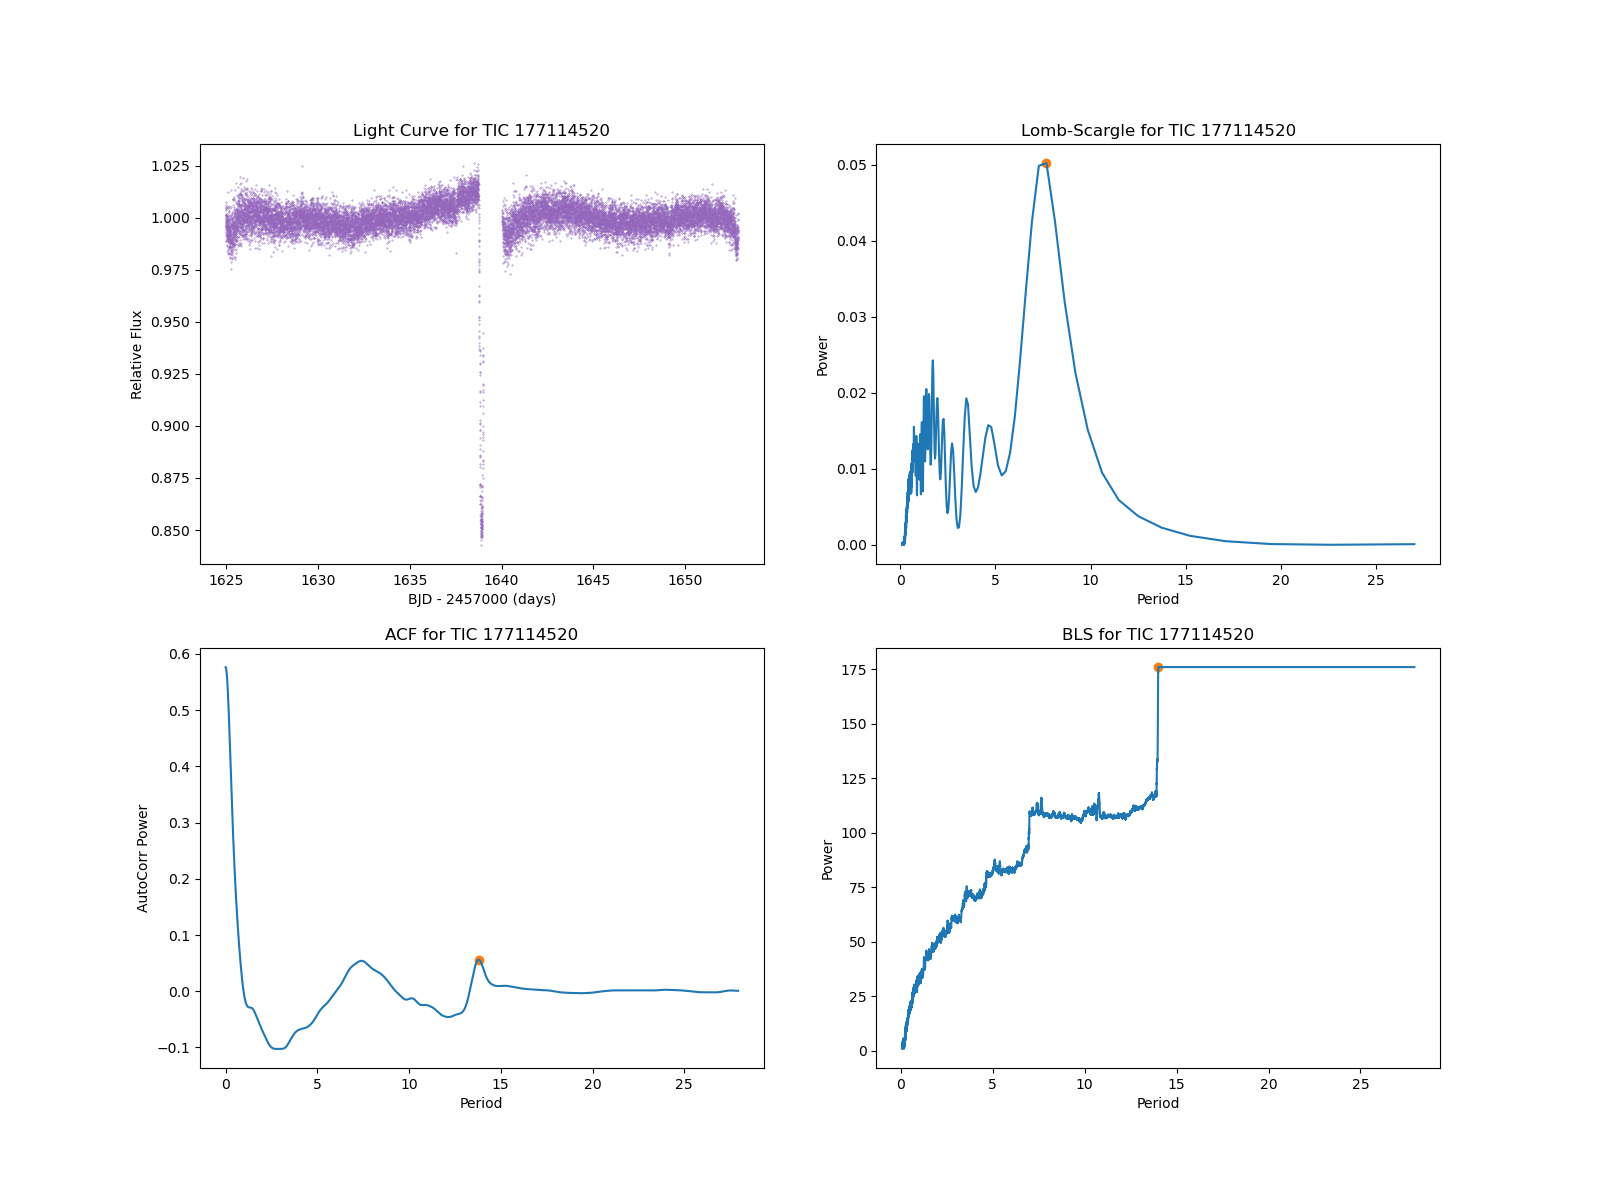 Light Curve for TIC 177114520
1.025
1.000
0.975
0.950
0.925
0.900
0.875
0.850
Relative Flux
1625 1630 1635 1640 1645 1650
BJD - 2457000 (days)
Lomb-Scargle for TIC 177114520
0.05
0.04
0.03
0.02
0.01
0.00
Power
0 5 10 15 20 25
Period
ACF for TIC 177114520
0.6
0.5
0.4
0.3
0.2
0.1
0.0
−0.1
AutoCorr Power
0 5 10 15 20 25
Period
BLS for TIC 177114520
175
150
125
100
75
50
25
0
Power
0 5 10 15 20 25
Period